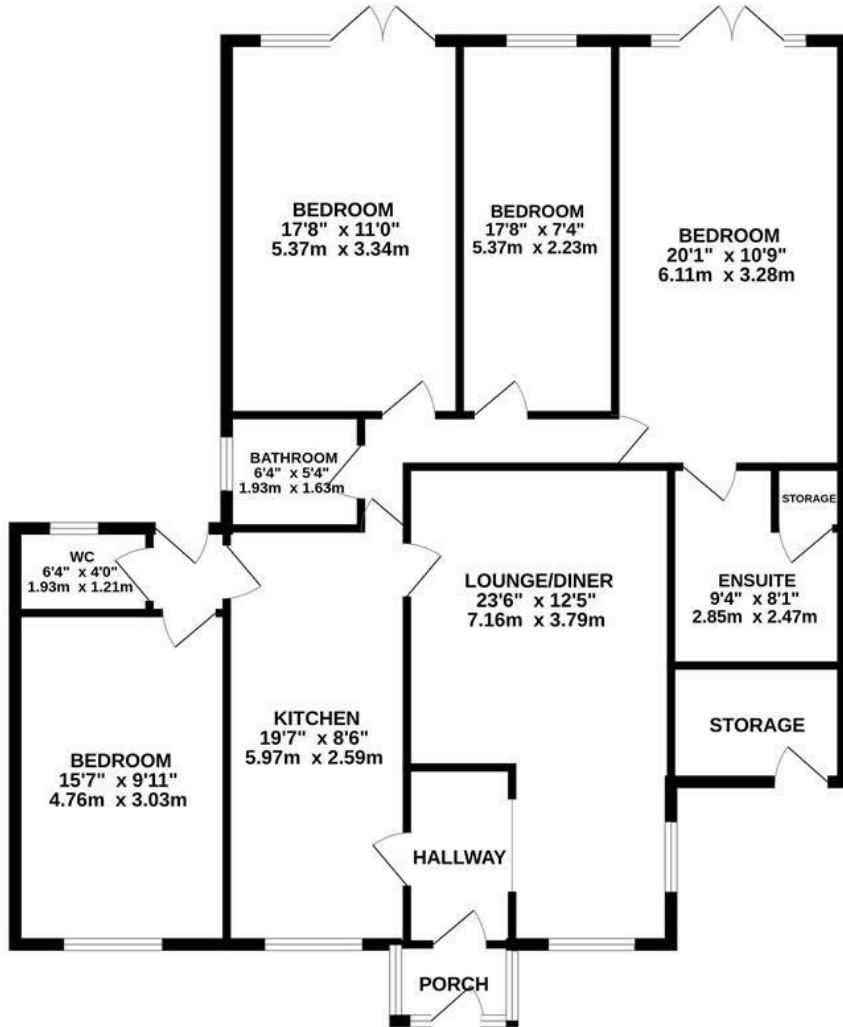 BEDROOM
17'8" x 11'0"
5.37m x 3.34m
BEDROOM
17'8" x 7'4"
5.37m x 2.23m
BEDROOM
20'1" x 10'9"
6.11m x 3.28m
BATHROOM
6'4" x 5'4"
1.93m x 1.63m
STORAGE
WC
6'4" x 4'0"
1.93m x 1.21m
LOUNGE/DINER
23'6" x 12'5"
7.16m x 3.79m
ENSUITE
9'4" x 8'1"
2.85m x 2.47m
KITCHEN
19'7" x 8'6"
5.97m x 2.59m
STORAGE
BEDROOM
15'7" x 9'11"
4.76m x 3.03m
HALLWAY
PORCH